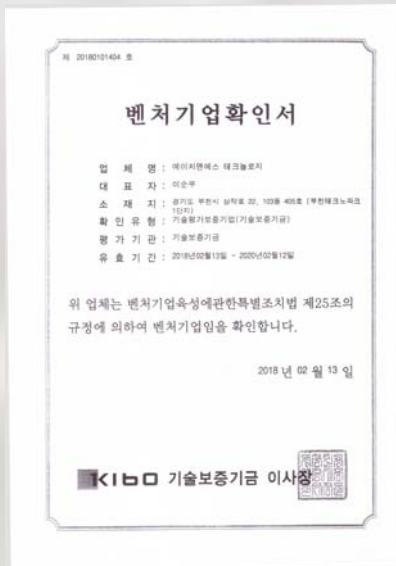 제 20180101404 호
벤처기업확인서
업 체 명 : 에이치엔에스 테크놀로지
대 표 자 : 이순우
소 재 지 : 경기도 부천시 삼작로 22, 103동 405호 (부천테크노파크
1단지)
확 인 유 형 : 기술평가보증기업(기술보증기금)
평 가 기 관 : 기술보증기금
유 효 기 간 : 2018년02월13일 ~ 2020년02월12일
위 업체는 벤처기업육성에관한특별조치법 제25조의
규정에 의하여 벤처기업임을 확인합니다.
2018 년 02 월 13 일
KIBO 기술보증기금 이사장